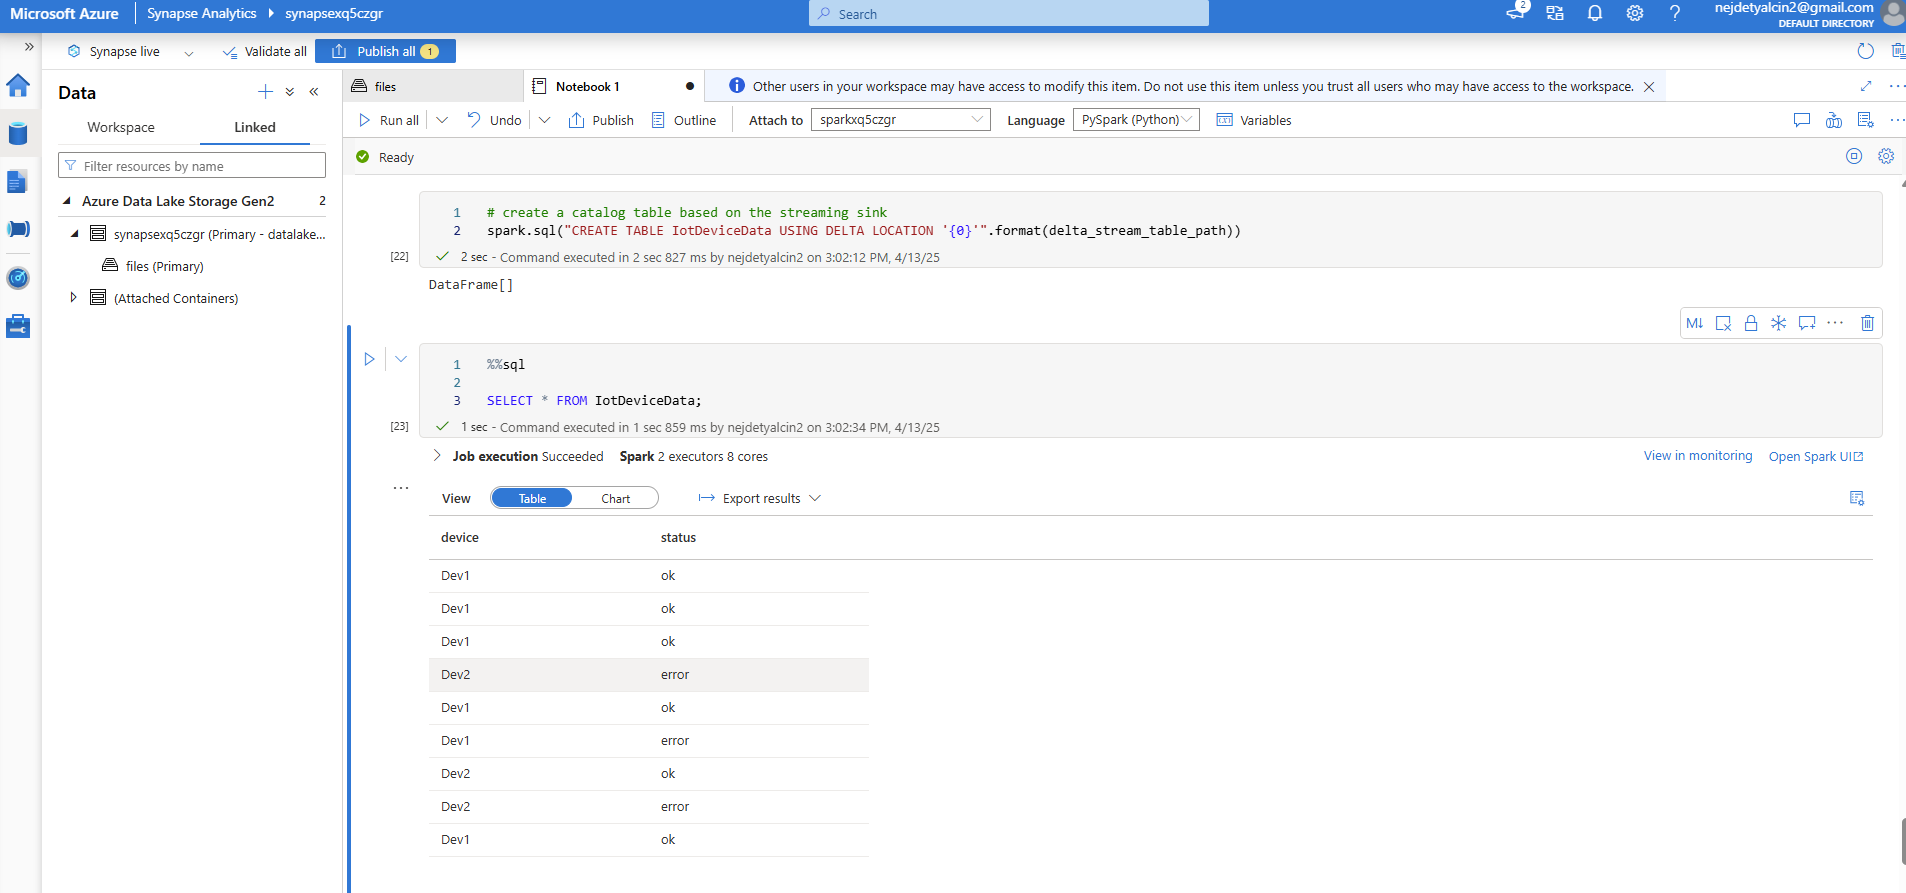 Microsoft Azure
Synapse Analytics
synapsexq5czgr
Search
2
nejdetyalcin2@gmail.com
DEFAULT DIRECTORY
Synapse live
Validate all
Publish all 1
Data
Workspace
Linked
Filter resources by name
Azure Data Lake Storage Gen2 2
synapsexq5czgr (Primary - datalake...
files (Primary)
(Attached Containers)
files
Notebook 1
Other users in your workspace may have access to modify this item. Do not use this item unless you trust all users who may have access to the workspace.
Run all
Undo
Publish
Outline
Attach to
sparkxq5czgr
Language
PySpark (Python)
Variables
Ready
1 # create a catalog table based on the streaming sink
2 spark.sql("CREATE TABLE IotDeviceData USING DELTA LOCATION '{0}'".format(delta_stream_table_path))
[22] 2 sec - Command executed in 2 sec 827 ms by nejdetyalcin2 on 3:02:12 PM, 4/13/25
DataFrame[]
M↓
1 %%sql
2
3 SELECT * FROM IotDeviceData;
[23] 1 sec - Command executed in 1 sec 859 ms by nejdetyalcin2 on 3:02:34 PM, 4/13/25
Job execution Succeeded Spark 2 executors 8 cores
View in monitoring
Open Spark UI
View
Table
Chart
Export results
device status
Dev1 ok
Dev1 ok
Dev1 ok
Dev2 error
Dev1 ok
Dev1 error
Dev2 ok
Dev2 error
Dev1 ok